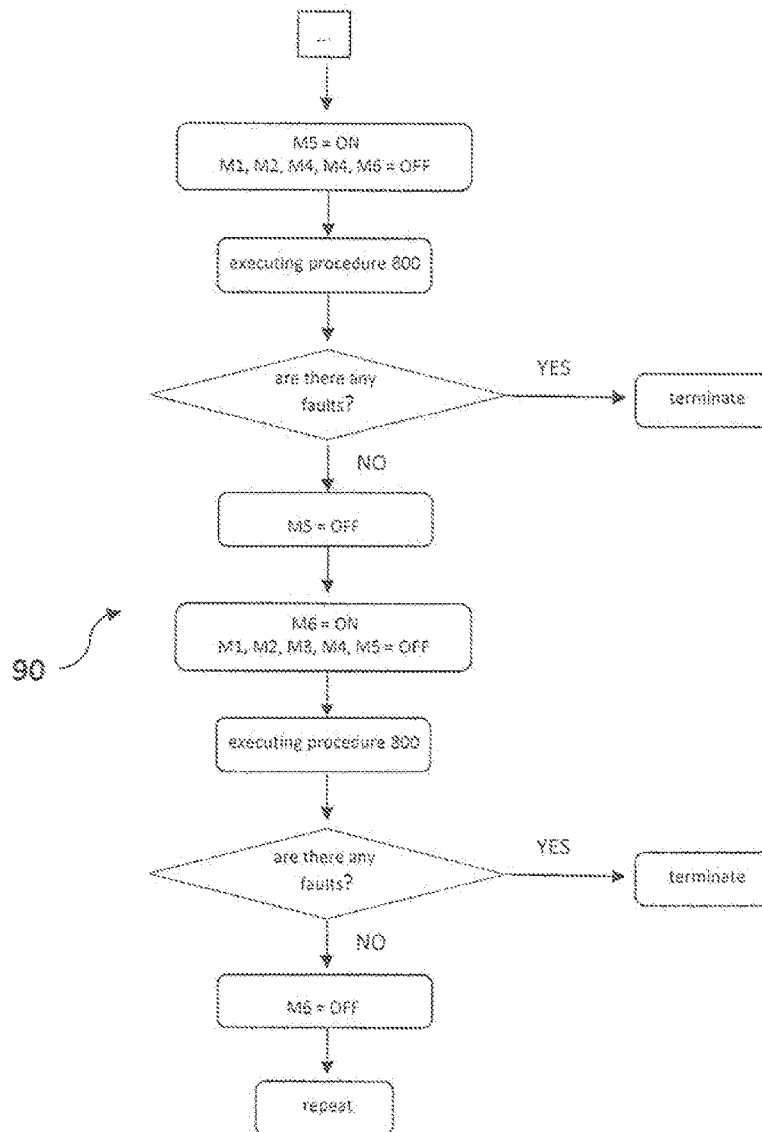 ...
M5 = ON
M1, M2, M4, M4, M6 = OFF
executing procedure 800
are there any
faults?
YES
terminate
NO
M5 = OFF
M6 = ON
M1, M2, M3, M4, M5 = OFF
90
executing procedure 800
are there any
faults?
YES
terminate
NO
M6 = OFF
repeat